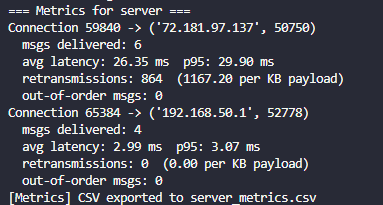 === Metrics for server ===
Connection 59840 -> ('72.181.97.137', 50750)
  msgs delivered: 6
  avg latency: 26.35 ms  p95: 29.90 ms
  retransmissions: 864  (1167.20 per KB payload)
  out-of-order msgs: 0
Connection 65384 -> ('192.168.50.1', 52778)
  msgs delivered: 4
  avg latency: 2.99 ms  p95: 3.07 ms
  retransmissions: 0  (0.00 per KB payload)
  out-of-order msgs: 0
[Metrics] CSV exported to server_metrics.csv